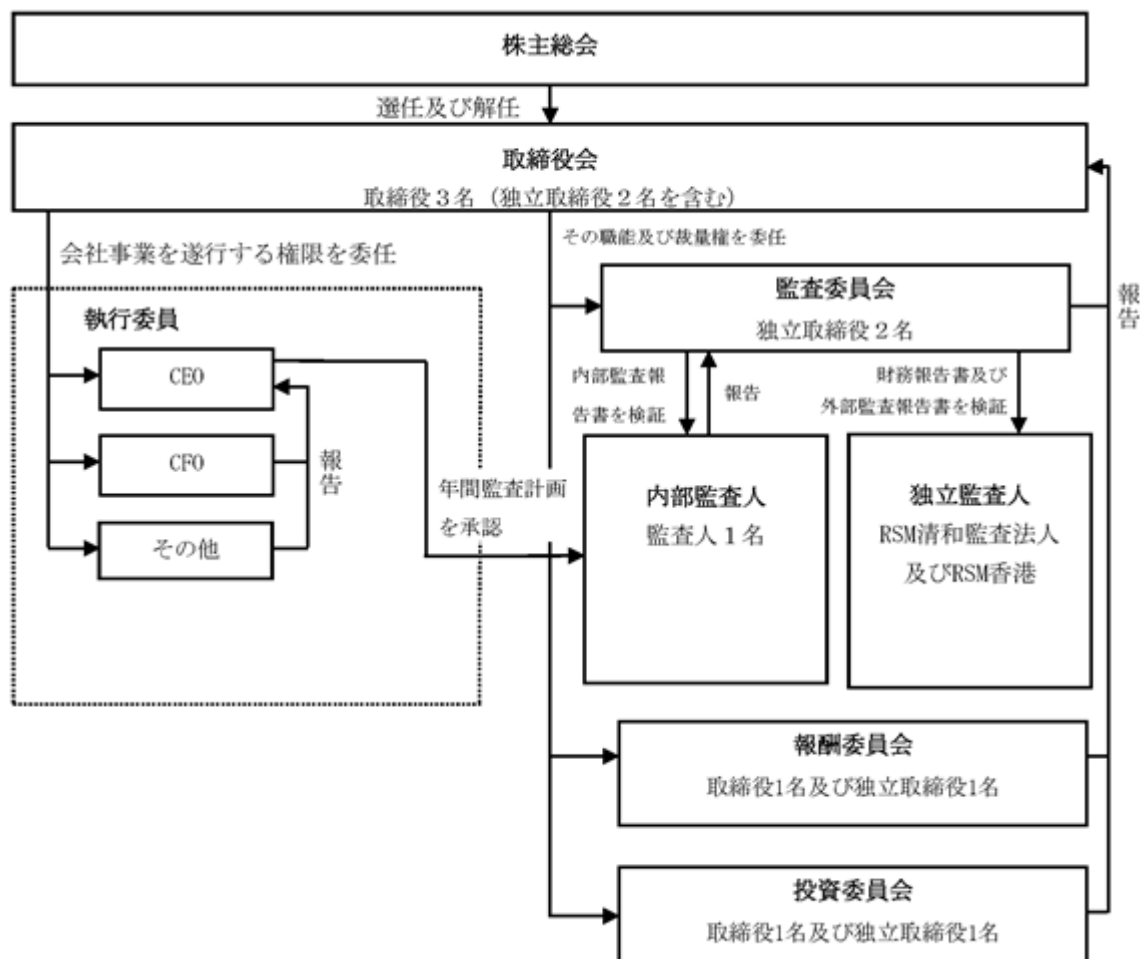 株主総会
選任及び解任
取締役会
取締役3名（独立取締役2名を含む）
会社事業を遂行する権限を委任
その職能及び裁量権を委任
監査委員会
独立取締役2名
報告
執行委員
CEO
CFO
その他
報告
内部監査報
告書を検証
報告
財務報告書及び
外部監査報告書を検証
年間監査計画
を承認
内部監査人
監査人1名
独立監査人
RSM清和監査法人
及びRSM香港
報酬委員会
取締役1名及び独立取締役1名
投資委員会
取締役1名及び独立取締役1名